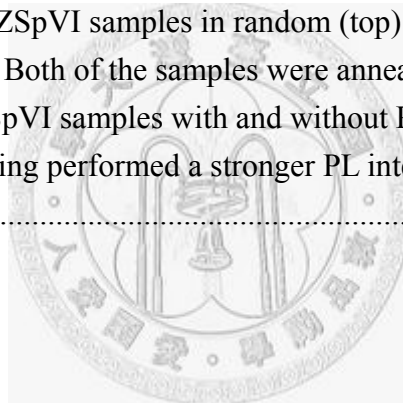 ZSpVI samples in random (top)
Both of the samples were annea
pVI samples with and without
ing performed a stronger PL int
................................................................